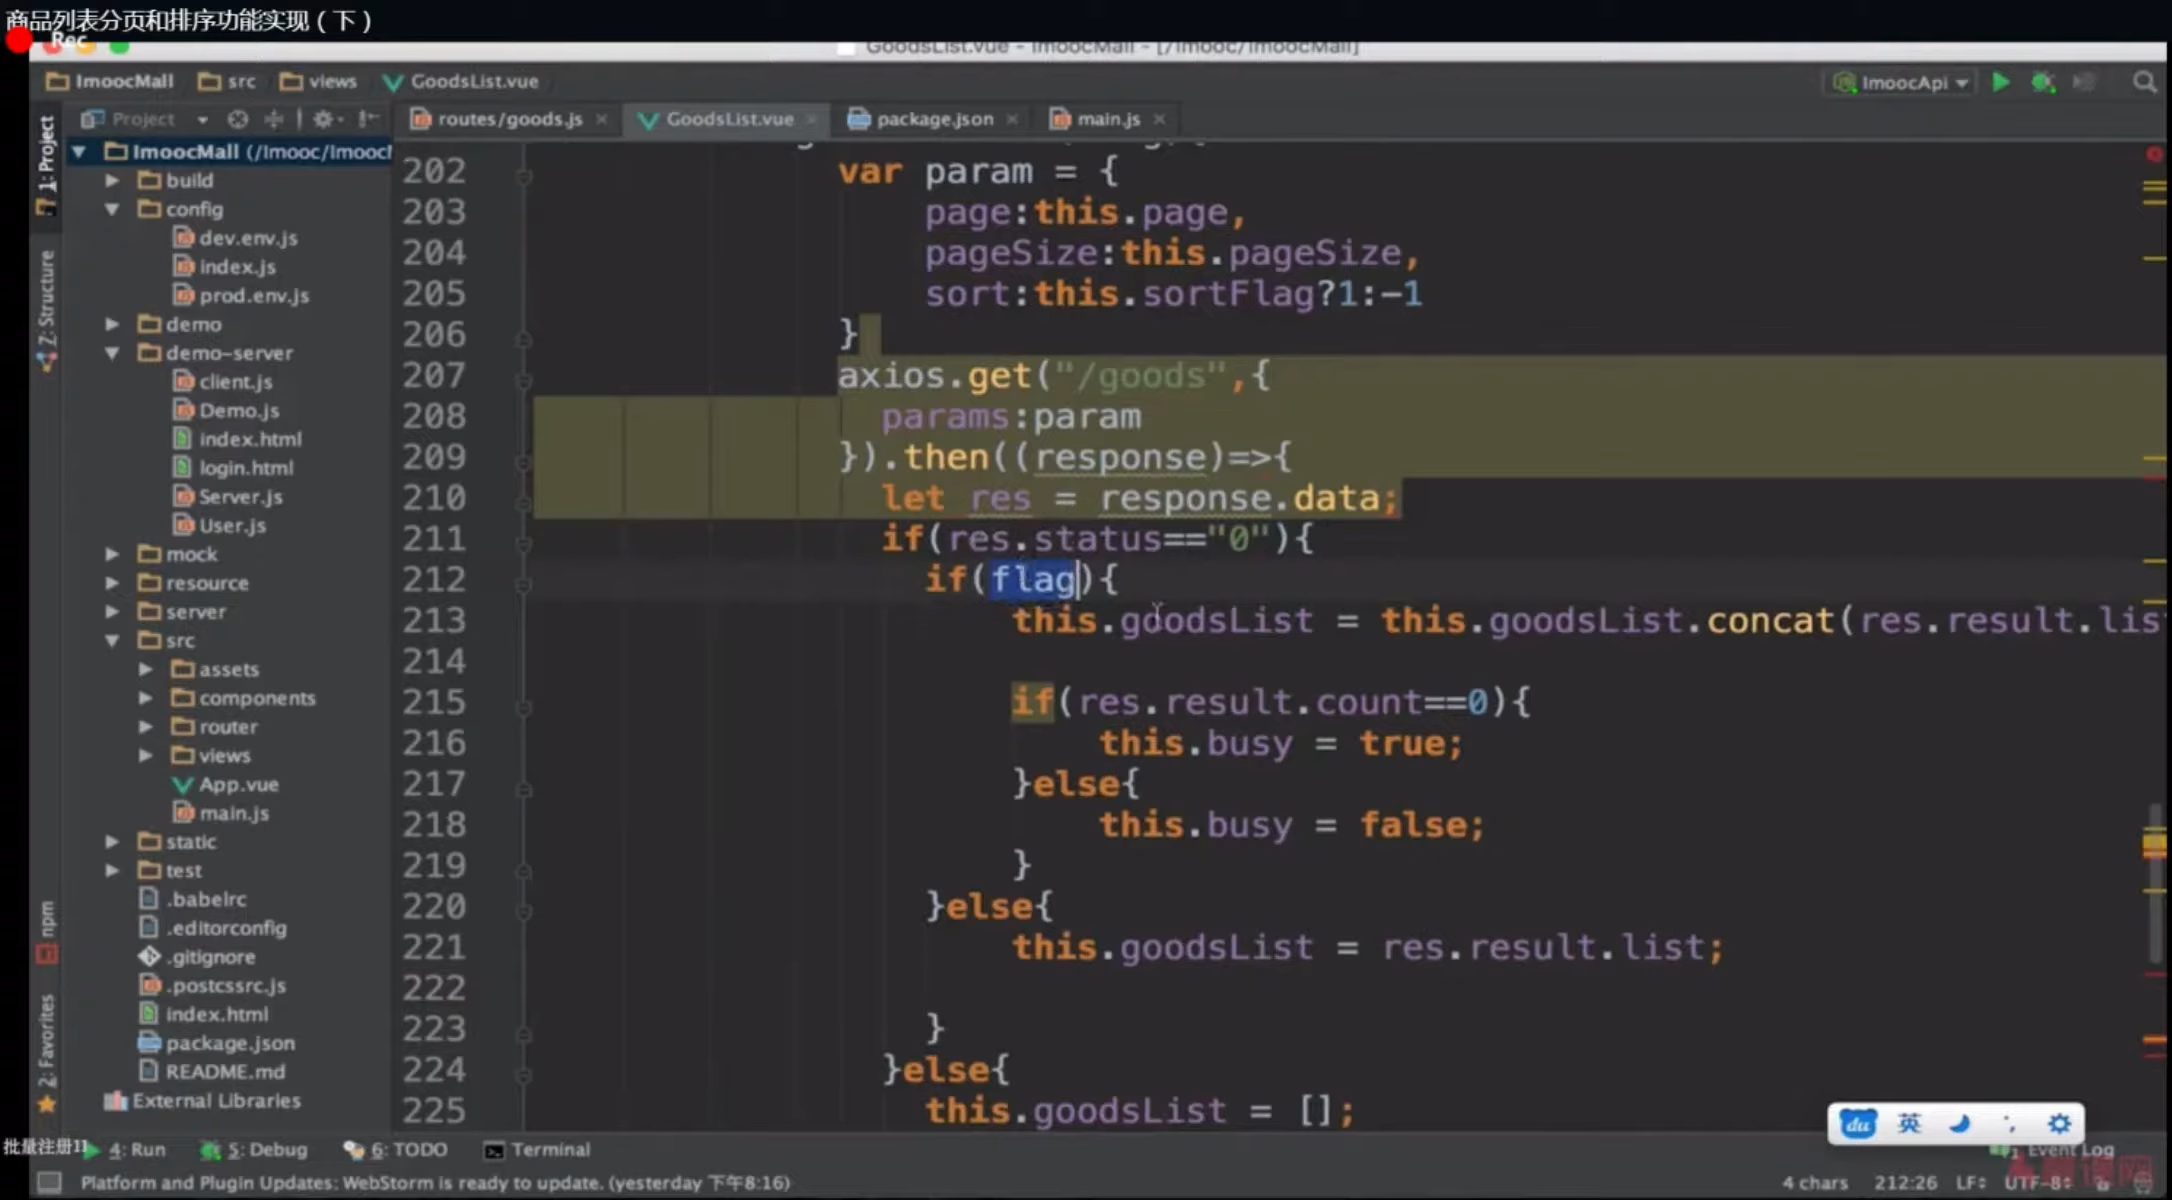 商品列表分页和排序功能实现（下）
Rec
GoodsList.vue - ImoocMall - [/Imooc/ImoocMall]
ImoocMall src views GoodsList.vue
ImoocApi
Project
routes/goods.js GoodsList.vue package.json main.js
1: Project
Z: Structure
npm
2: Favorites
ImoocMall (/Imooc/Imooc
build
config
dev.env.js
index.js
prod.env.js
demo
demo-server
client.js
Demo.js
index.html
login.html
Server.js
User.js
mock
resource
server
src
assets
components
router
views
App.vue
main.js
static
test
.babelrc
.editorconfig
.gitignore
.postcssrc.js
index.html
package.json
README.md
External Libraries
202 var param = {
203 page:this.page,
204 pageSize:this.pageSize,
205 sort:this.sortFlag?1:-1
206 }
207 axios.get("/goods",{
208 params:param
209 }).then((response)=>{
210 let res = response.data;
211 if(res.status=="0"){
212 if(flag){
213 this.goodsList = this.goodsList.concat(res.result.lis
214
215 if(res.result.count==0){
216 this.busy = true;
217 }else{
218 this.busy = false;
219 }
220 }else{
221 this.goodsList = res.result.list;
222
223 }
224 }else{
225 this.goodsList = [];
du 英
批量注册11
4: Run 5: Debug 6: TODO Terminal
1 Event Log
Platform and Plugin Updates: WebStorm is ready to update. (yesterday 下午8:16)
4 chars 212:26 LF÷ UTF-8÷